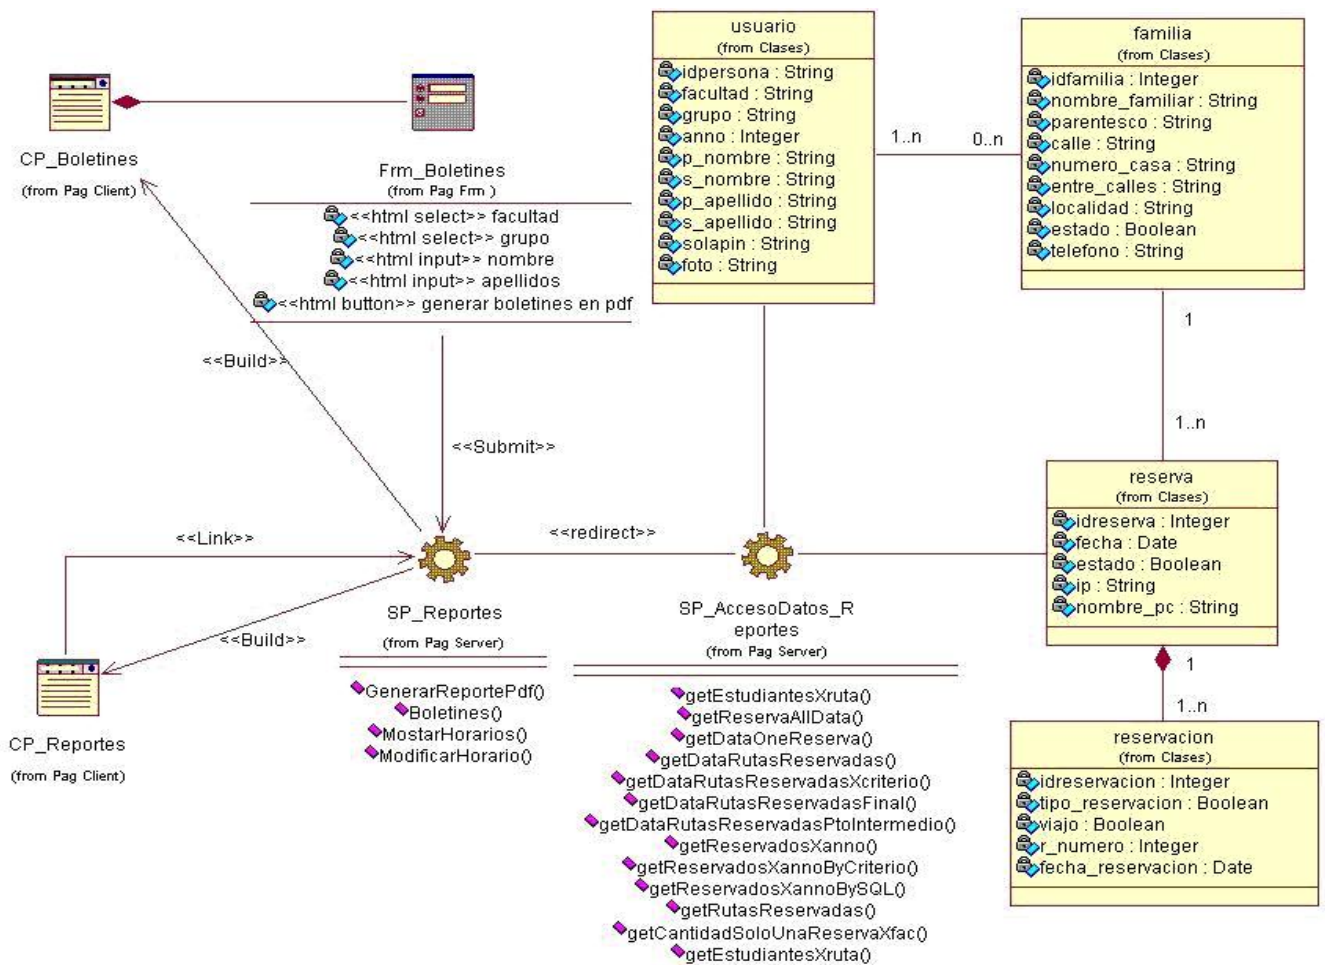 usuario
(from Clases)
idpersona : String
facultad : String
grupo : String
anno : Integer
p_nombre : String
s_nombre : String
p_apellido : String
s_apellido : String
solapin : String
foto : String
1..n
0..n
familia
(from Clases)
idfamilia : Integer
nombre_familiar : String
parentesco : String
calle : String
numero_casa : String
entre_calles : String
localidad : String
estado : Boolean
telefono : String
CP_Boletines
(from Pag Client)
Frm_Boletines
(from Pag Frm )
<<html select>> facultad
<<html select>> grupo
<<html input>> nombre
<<html input>> apellidos
<<html button>> generar boletines en pdf
<<Build>>
<<Submit>>
1
1..n
reserva
(from Clases)
idreserva : Integer
fecha : Date
estado : Boolean
ip : String
nombre_pc : String
<<Link>>
<<redirect>>
<<Build>>
SP_Reportes
(from Pag Server)
GenerarReportePdf()
Boletines()
MostarHorarios()
ModificarHorario()
SP_AccesoDatos_R
eportes
(from Pag Server)
getEstudiantesXruta()
getReservaAllData()
getDataOneReserva()
getDataRutasReservadas()
getDataRutasReservadasXcriterio()
getDataRutasReservadasFinal()
getDataRutasReservadasPtoIntermedio()
getReservadosXanno()
getReservadosXannoByCriterio()
getReservadosXannoBySQL()
getRutasReservadas()
getCantidadSoloUnaReservaXfac()
getEstudiantesXruta()
CP_Reportes
(from Pag Client)
1
1..n
reservacion
(from Clases)
idreservacion : Integer
tipo_reservacion : Boolean
viajo : Boolean
r_numero : Integer
fecha_reservacion : Date